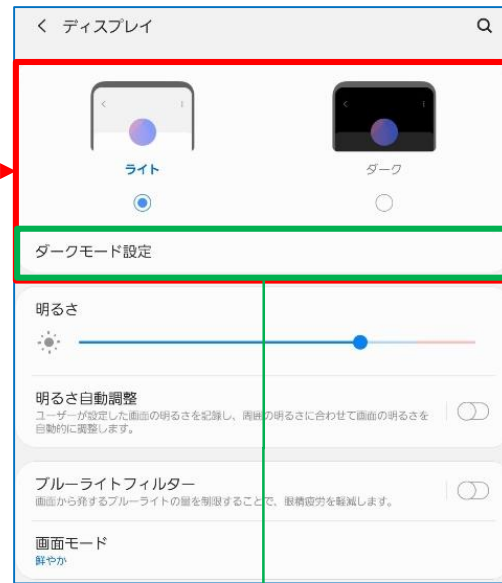 ディスプレイ
ライト
ダーク
ダークモード設定
明るさ
明るさ自動調整
ユーザーが設定した画面の明るさを記録し、周囲の明るさに合わせて画面の明るさを
自動的に調整します。
ブルーライトフィルター
画面から発するブルーライトの量を制限することで、眼精疲労を軽減します。
画面モード
鮮やか